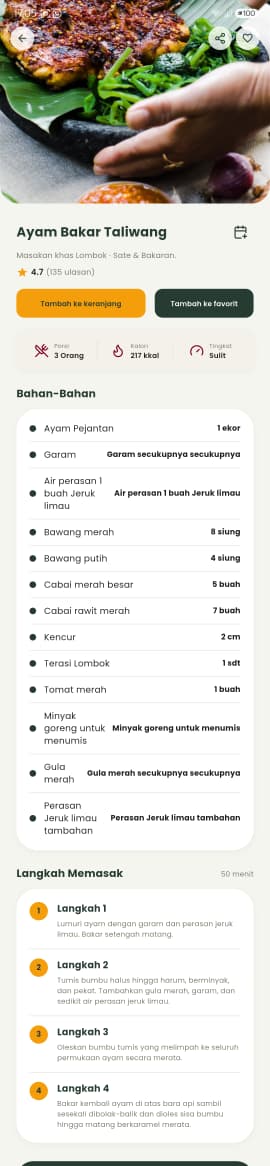 17.05
100
Ayam Bakar Taliwang
Masakan khas Lombok · Sate & Bakaran.
4.7 (135 ulasan)
Tambah ke keranjang
Tambah ke favorit
Porsi
3 Orang
Kalori
217 kkal
Tingkat
Sulit
Bahan-Bahan
Ayam Pejantan
1 ekor
Garam
Garam secukupnya secukupnya
Air perasan 1
buah Jeruk
limau
Air perasan 1 buah Jeruk limau
Bawang merah
8 siung
Bawang putih
4 siung
Cabai merah besar
5 buah
Cabai rawit merah
7 buah
Kencur
2 cm
Terasi Lombok
1 sdt
Tomat merah
1 buah
Minyak
goreng untuk
menumis
Minyak goreng untuk menumis
Gula
merah
Gula merah secukupnya secukupnya
Perasan
Jeruk limau
tambahan
Perasan Jeruk limau tambahan
Langkah Memasak
50 menit
1
Langkah 1
Lumuri ayam dengan garam dan perasan jeruk
limau. Bakar setengah matang.
2
Langkah 2
Tumis bumbu halus hingga harum, berminyak,
dan pekat. Tambahkan gula merah, garam, dan
sedikit air perasan jeruk limau.
3
Langkah 3
Oleskan bumbu tumis yang melimpah ke seluruh
permukaan ayam secara merata.
4
Langkah 4
Bakar kembali ayam di atas bara api sambil
sesekali dibolak-balik dan dioles sisa bumbu
hingga matang berkaramel merata.